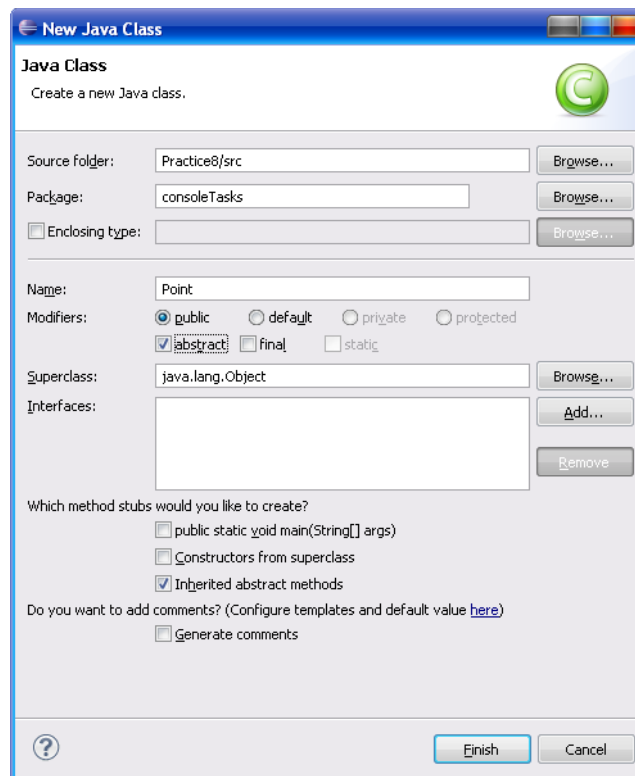 New Java Class
Java Class
Create a new Java class.
Source folder: Practice8/src Browse...
Package: consoleTasks Browse...
Enclosing type: Browse...
Name: Point
Modifiers: public default private protected
abstract final static
Superclass: java.lang.Object Browse...
Interfaces: Add...
Remove
Which method stubs would you like to create?
public static void main(String[] args)
Constructors from superclass
Inherited abstract methods
Do you want to add comments? (Configure templates and default value here)
Generate comments
? Finish Cancel